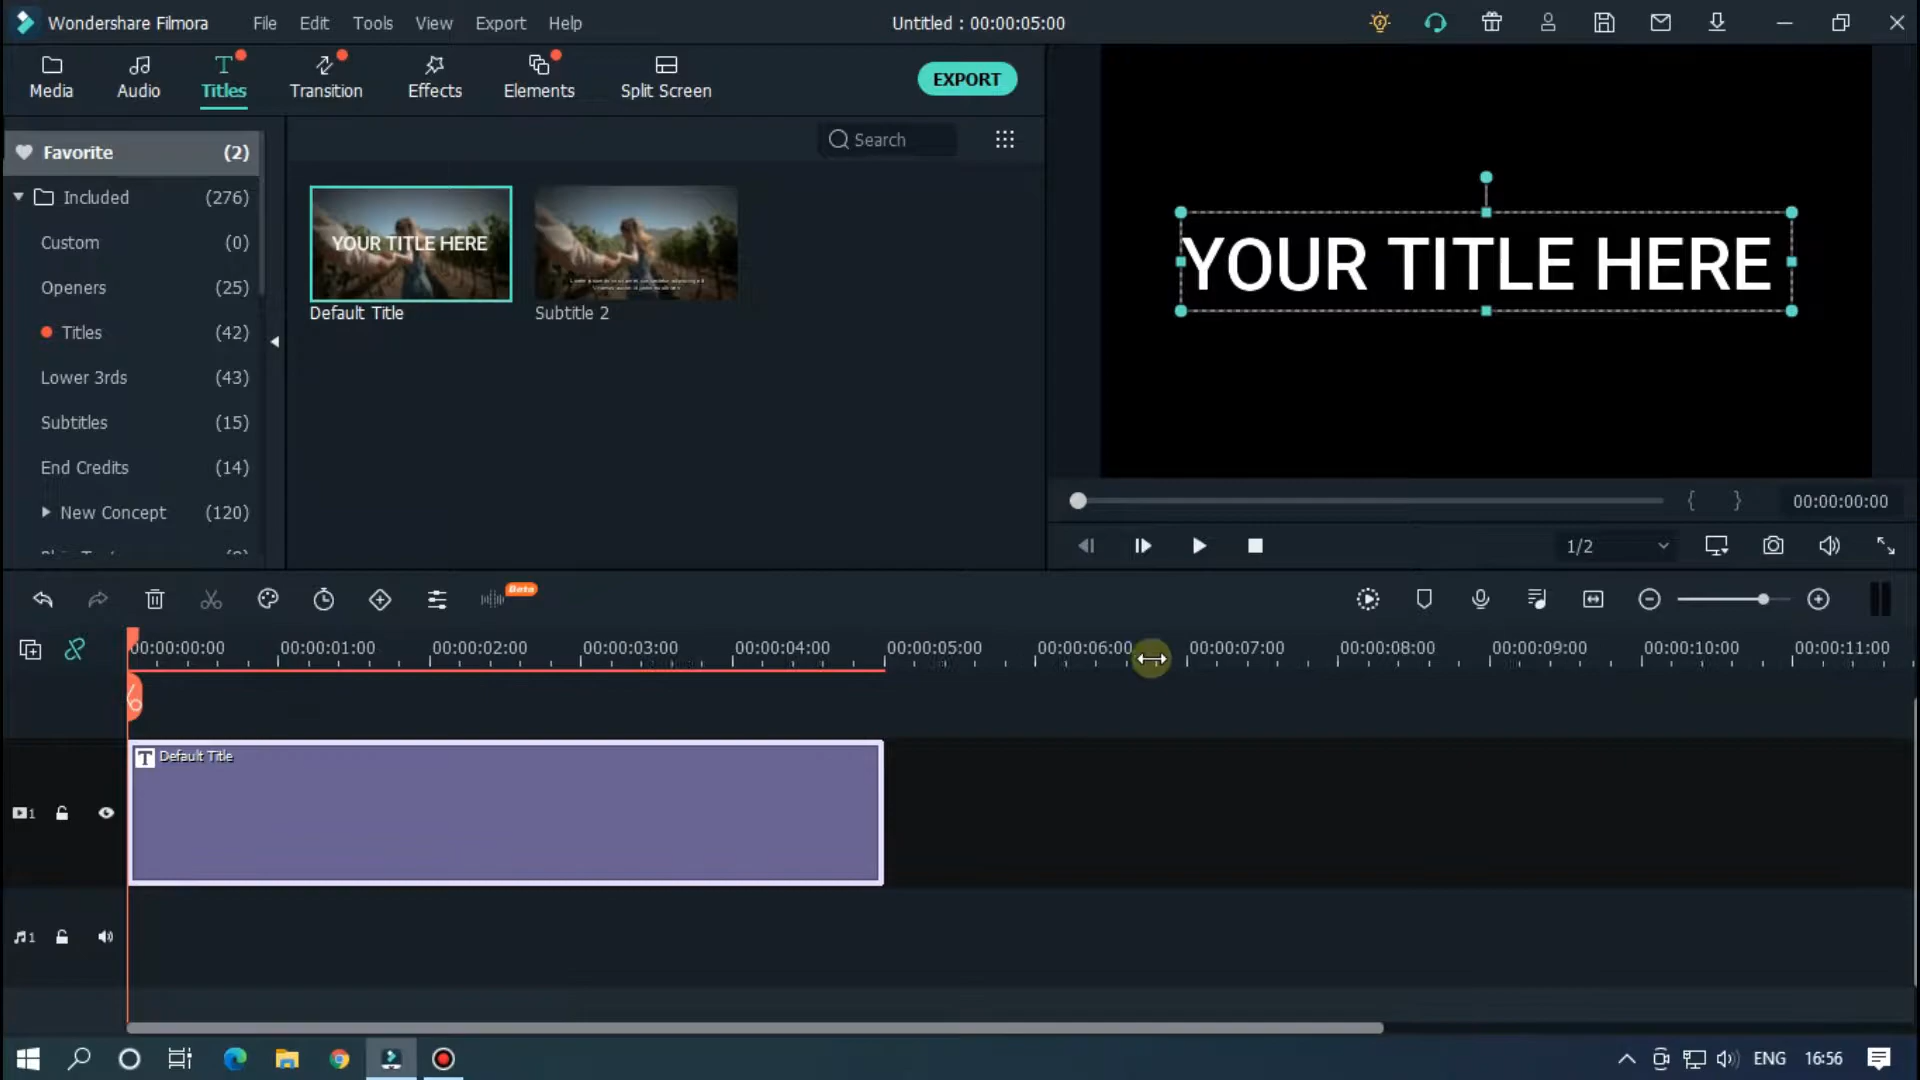 Wondershare Filmora File Edit Tools View Export Help Untitled : 00:00:05:00
Media Audio Titles Transition Effects Elements Split Screen EXPORT
Favorite (2)
Search
Included (276)
Custom (0)
Openers (25)
Titles (42)
Lower 3rds (43)
Subtitles (15)
End Credits (14)
New Concept (120)
YOUR TITLE HERE
Default Title
Subtitle 2
YOUR TITLE HERE
00:00:00:00
1/2
Beta
00:00:00:00 00:00:01:00 00:00:02:00 00:00:03:00 00:00:04:00 00:00:05:00 00:00:06:00 00:00:07:00 00:00:08:00 00:00:09:00 00:00:10:00 00:00:11:00
T Default Title
1
1
ENG 16:56